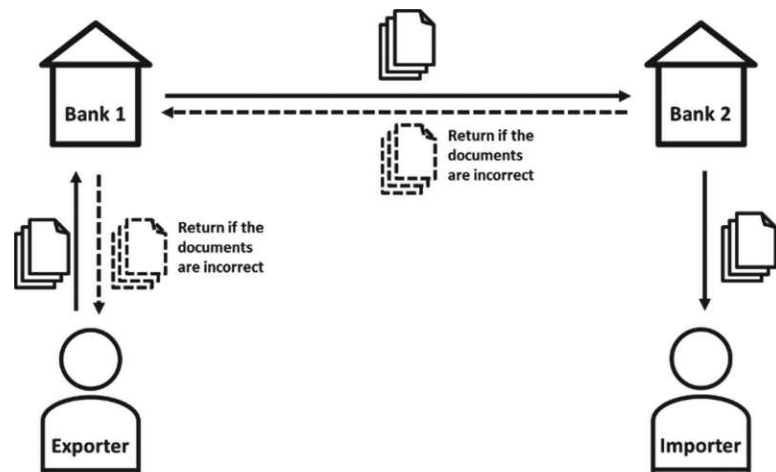 Bank 1
Bank 2
Return if the
documents
are incorrect
Return if the
documents
are incorrect
Exporter
Importer